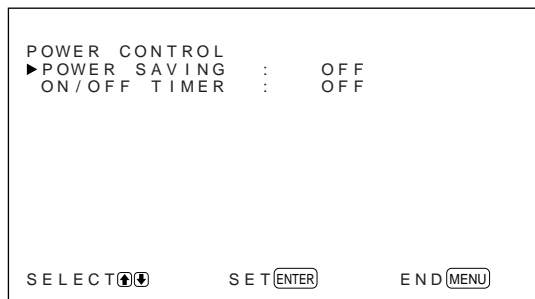 POWER CONTROL
▶POWER SAVING : OFF
ON/OFF TIMER : OFF
SELECT⬆⬇ SET ENTER END MENU